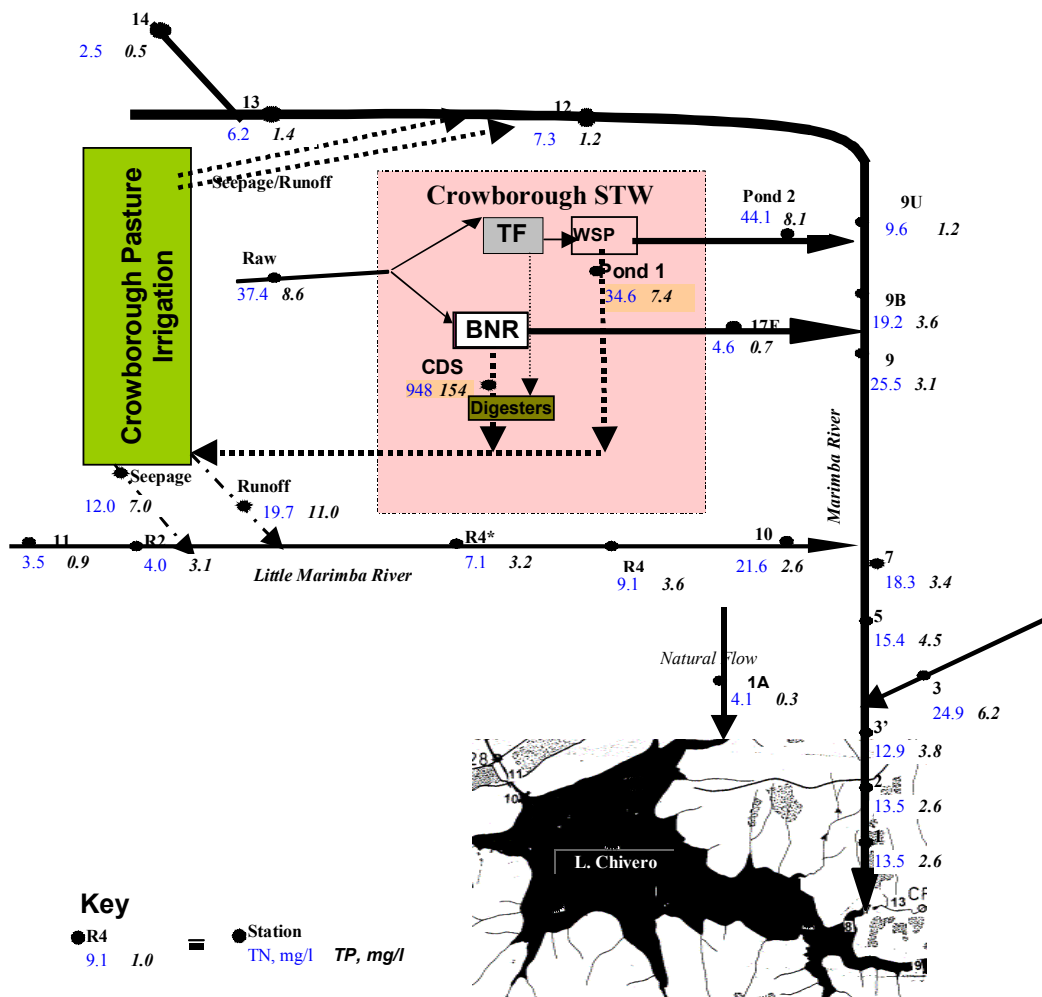 14
2.5 0.5
13
6.2 1.4
12
7.3 1.2
Seepage/Runoff
Crowborough Pasture
Irrigation
Crowborough STW
TF
WSP
Pond 1
34.6 7.4
Raw
37.4 8.6
BNR
CDS
948 154
Digesters
Pond 2
44.1 8.1
9U
9.6 1.2
9B
19.2 3.6
17E
4.6 0.7
9
25.5 3.1
Marimba River
Seepage
12.0 7.0
Runoff
19.7 11.0
11
3.5 0.9
R2
4.0 3.1
Little Marimba River
R4*
7.1 3.2
R4
9.1 3.6
10
21.6 2.6
7
18.3 3.4
5
15.4 4.5
Natural Flow
1A
4.1 0.3
3
24.9 6.2
3’
12.9 3.8
2
13.5 2.6
1
13.5 2.6
28
11
10
L. Chivero
13
8
9
Key
R4
9.1 1.0
=
Station
TN, mg/l TP, mg/l